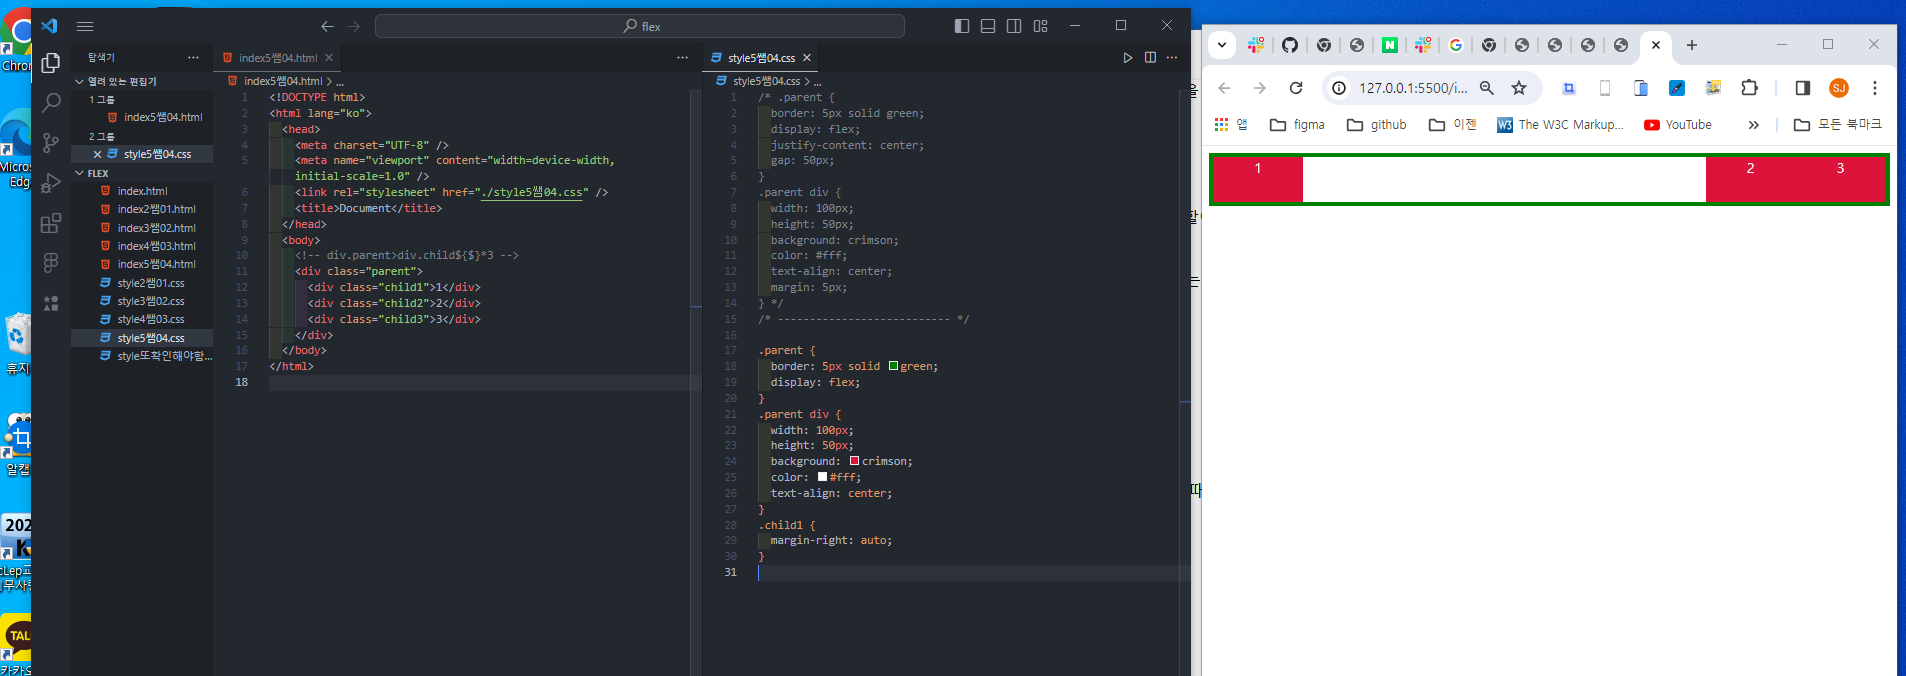 flex
탐색기
열려 있는 편집기
1 그룹
index5쌤04.html
2 그룹
style5쌤04.css
FLEX
index.html
index2쌤01.html
index3쌤02.html
index4쌤03.html
index5쌤04.html
style2쌤01.css
style3쌤02.css
style4쌤03.css
style5쌤04.css
style또확인해야함...
index5쌤04.html
index5쌤04.html > ...
1 <!DOCTYPE html>
2 <html lang="ko">
3 <head>
4 <meta charset="UTF-8" />
5 <meta name="viewport" content="width=device-width,
initial-scale=1.0" />
6 <link rel="stylesheet" href="./style5쌤04.css" />
7 <title>Document</title>
8 </head>
9 <body>
10 <!-- div.parent>div.child${$}*3 -->
11 <div class="parent">
12 <div class="child1">1</div>
13 <div class="child2">2</div>
14 <div class="child3">3</div>
15 </div>
16 </body>
17 </html>
18
style5쌤04.css
style5쌤04.css > ...
1 /* .parent {
2 border: 5px solid green;
3 display: flex;
4 justify-content: center;
5 gap: 50px;
6 }
7 .parent div {
8 width: 100px;
9 height: 50px;
10 background: crimson;
11 color: #fff;
12 text-align: center;
13 margin: 5px;
14 } */
15 /* --------------------------- */
16
17 .parent {
18 border: 5px solid green;
19 display: flex;
20 }
21 .parent div {
22 width: 100px;
23 height: 50px;
24 background: crimson;
25 color: #fff;
26 text-align: center;
27 }
28 .child1 {
29 margin-right: auto;
30 }
31
127.0.0.1:5500/i...
SJ
앱
figma
github
이젠
W3
The W3C Markup...
YouTube
모든 북마크
1
2
3
Chror
Micros
Edg
휴지
알캡
202
TAL
카카오